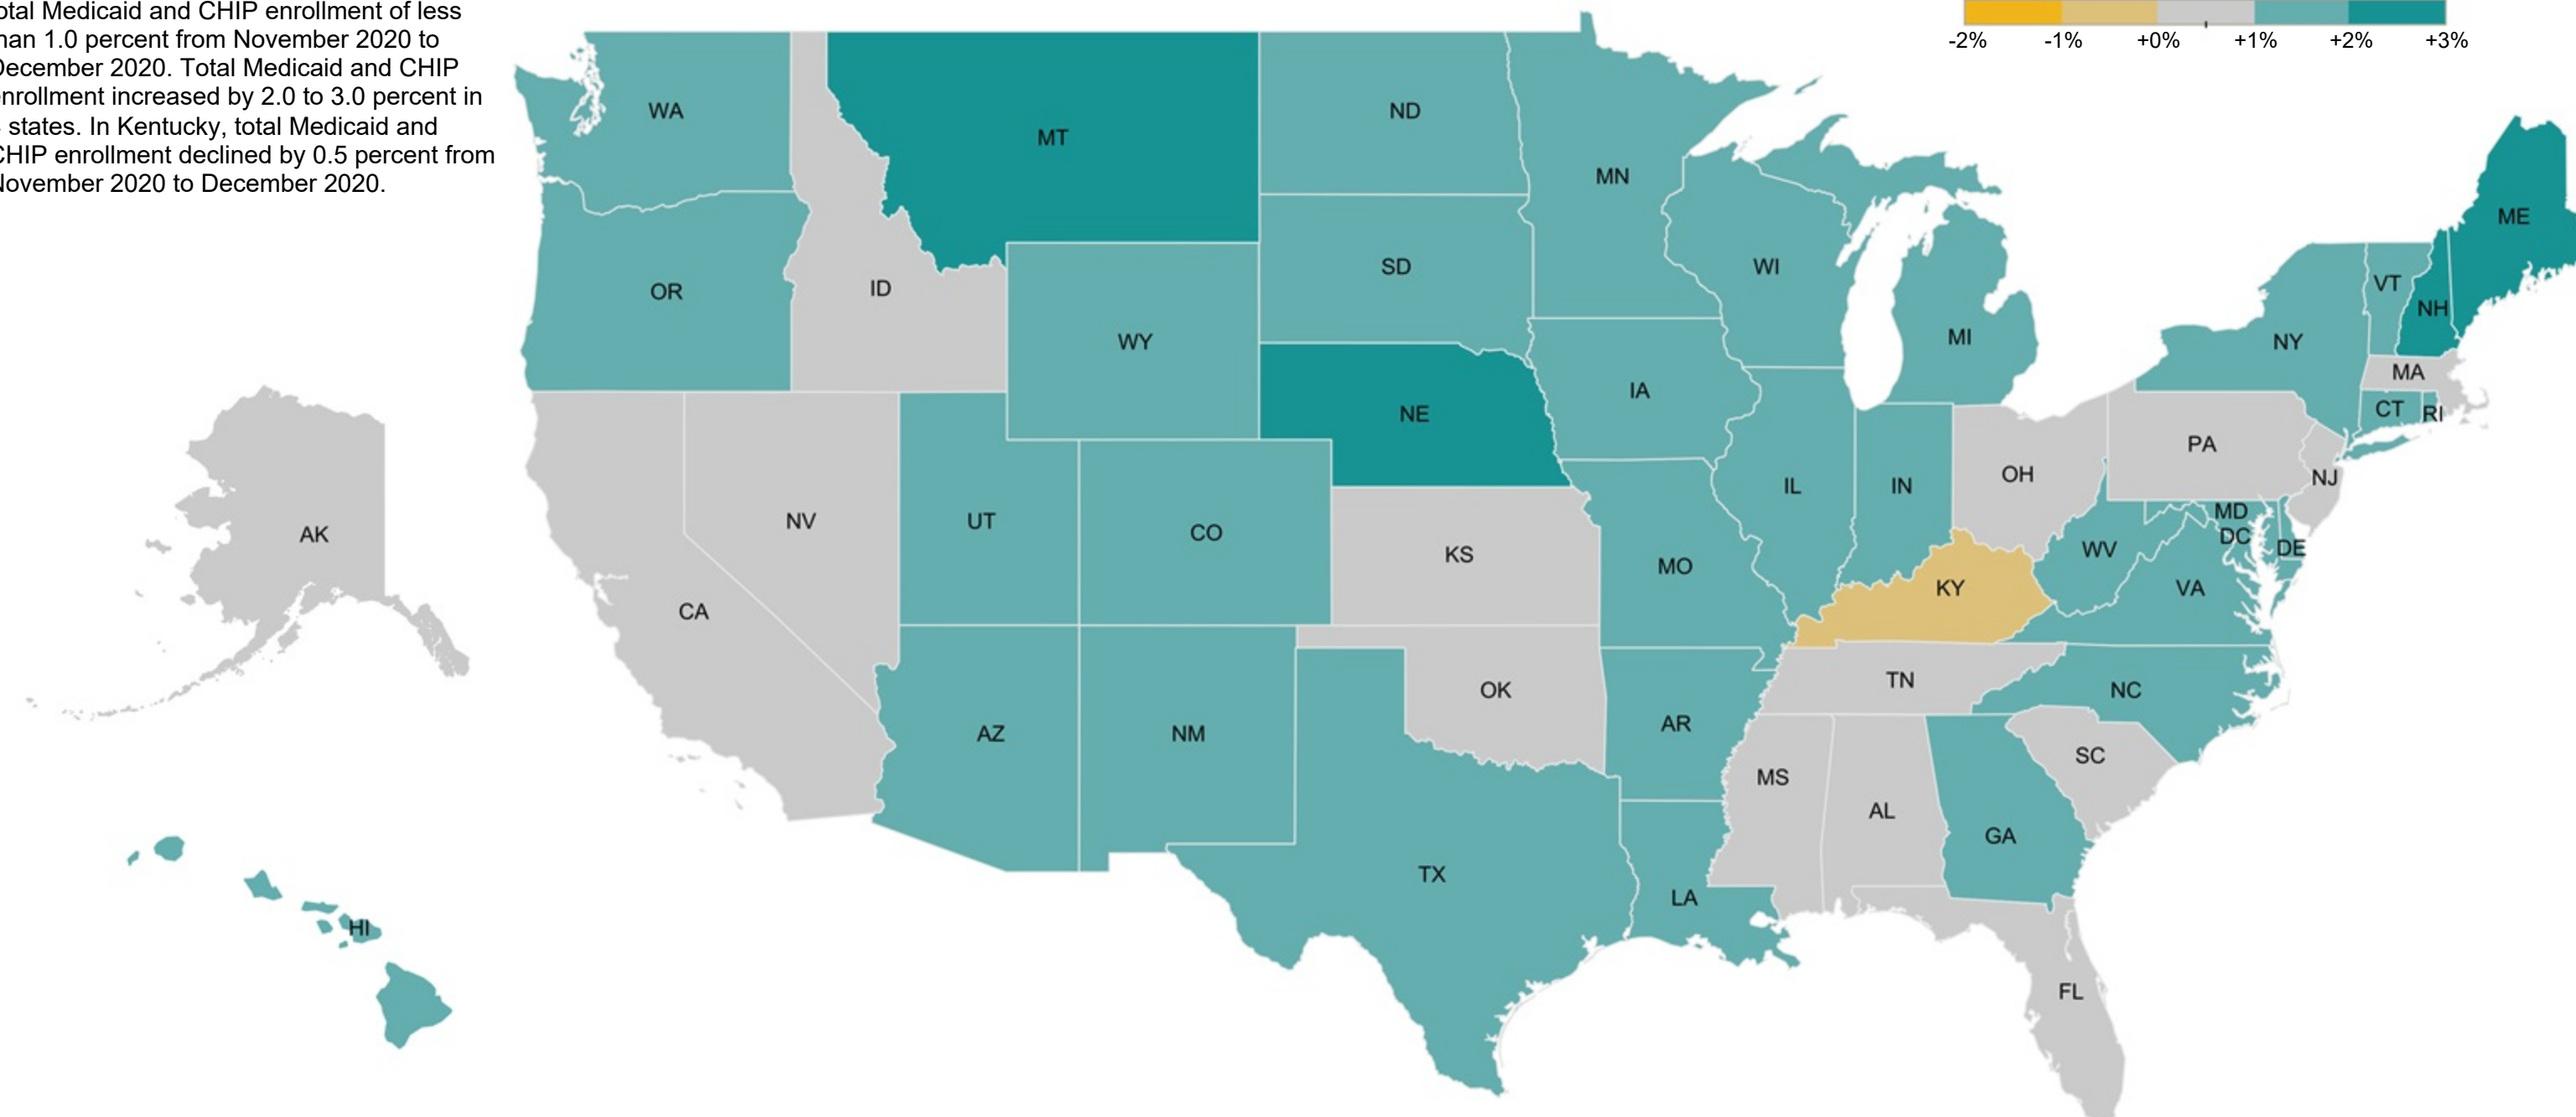 otal Medicaid and CHIP enrollment of less
han 1.0 percent from November 2020 to
December 2020. Total Medicaid and CHIP
nrollment increased by 2.0 to 3.0 percent in
states. In Kentucky, total Medicaid and
CHIP enrollment declined by 0.5 percent from
November 2020 to December 2020.
-2% -1% +0% +1% +2% +3%
WA
MT
ND
MN
ME
OR
ID
SD
WI
VT
NH
WY
MI
NY
MA
IA
NE
CT RI
PA
OH
NJ
IL
IN
NV
UT
CO
AK
MD
DC
DE
WV
KS
MO
KY
VA
CA
TN
OK
NC
AR
AZ
NM
SC
MS
AL
GA
TX
LA
HI
FL